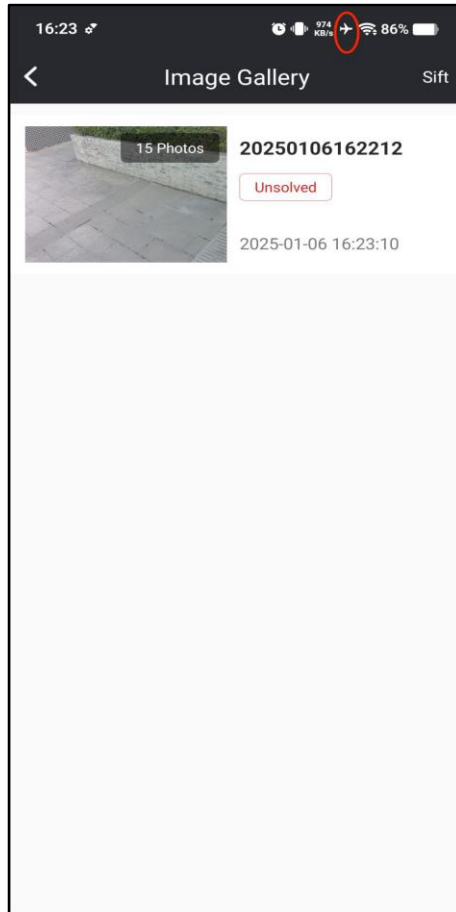 16:23
974
KB/s
86%
Image Gallery
Sift
15 Photos
20250106162212
Unsolved
2025-01-06 16:23:10